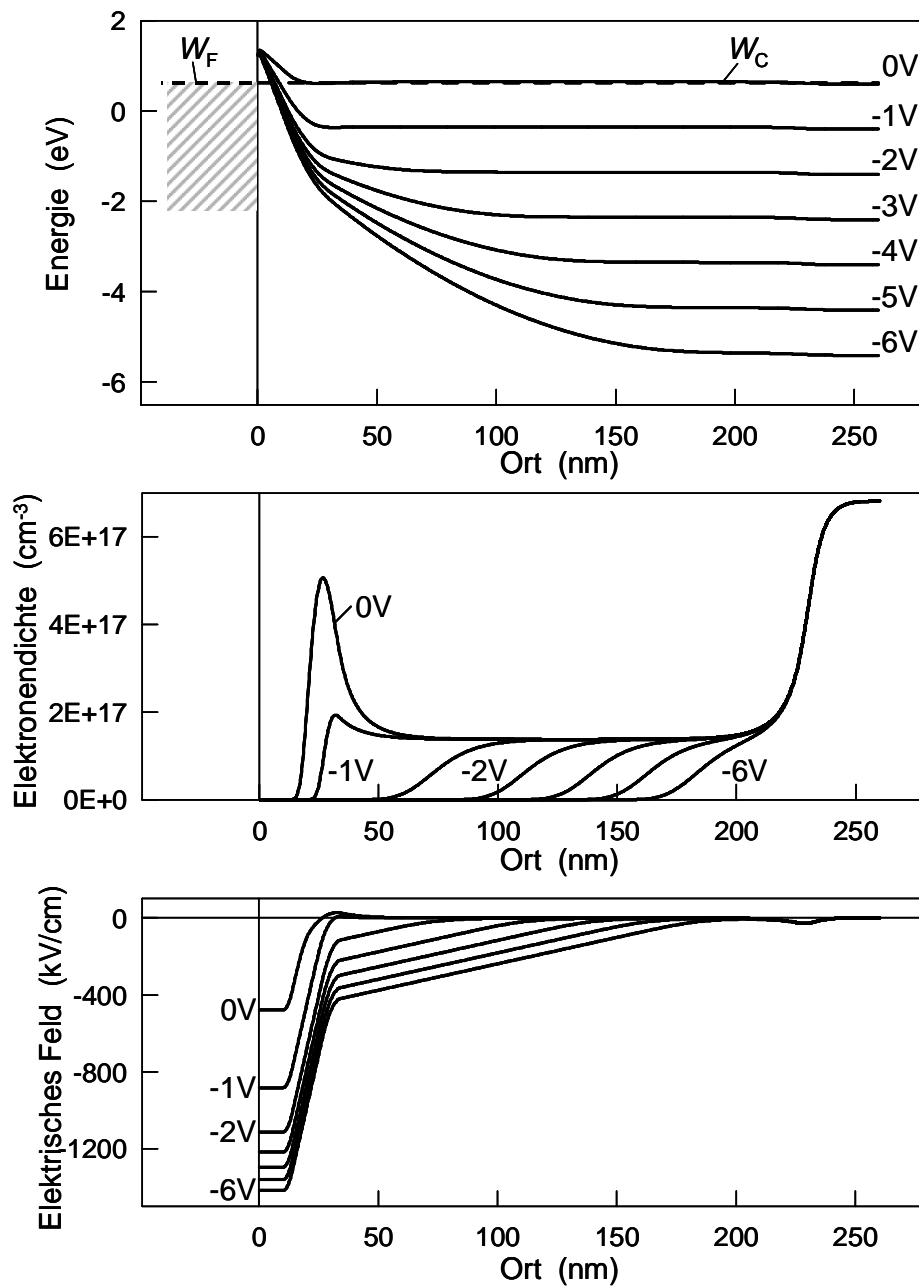 2
W_F
W_C
0V
0
-1V
-2V
-2
-3V
-4V
-4
-5V
-6V
-6
Energie (eV)
0 50 100 150 200 250
Ort (nm)
Elektronendichte (cm⁻³)
6E+17
4E+17
0V
2E+17
-1V -2V -6V
0E+0
0 50 100 150 200 250
Ort (nm)
Elektrisches Feld (kV/cm)
0
-400
0V
-800
-1V
-2V
-1200
-6V
0 50 100 150 200 250
Ort (nm)